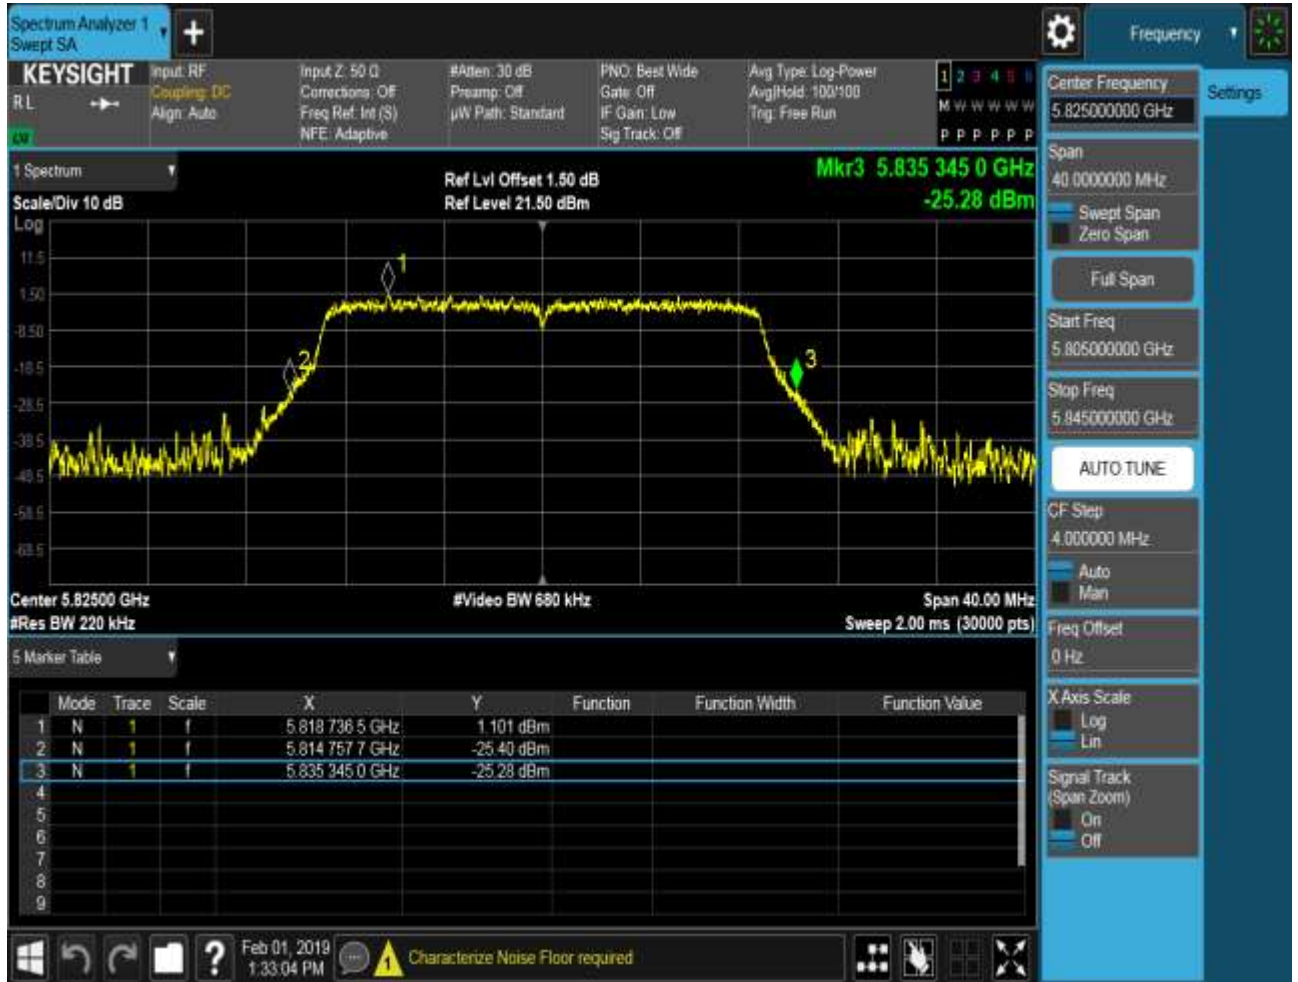 Spectrum Analyzer 1
Swept SA
+
Frequency
KEYSIGHT
R L
Input: RF
Coupling: DC
Align: Auto
Input Z: 50 Ω
Corrections: Off
Freq Ref: Int (S)
NFE: Adaptive
#Atten: 30 dB
Preamp: Off
µW Path: Standard
PNO: Best Wide
Gate: Off
IF Gain: Low
Sig Track: Off
Avg Type: Log-Power
Avg|Hold: 100/100
Trig: Free Run
1 2 3 4 5 6
M W W W W W
P P P P P P
1 Spectrum
Scale/Div 10 dB
Ref Lvl Offset 1.50 dB
Ref Level 21.50 dBm
Mkr3 5.835 345 0 GHz
-25.28 dBm
Log
11.5
1.50
-8.50
-18.5
-28.5
-38.5
-48.5
-58.5
-68.5
1
2
3
Center 5.82500 GHz
#Video BW 680 kHz
Span 40.00 MHz
#Res BW 220 kHz
Sweep 2.00 ms (30000 pts)
5 Marker Table
Mode Trace Scale X Y Function Function Width Function Value
1 N 1 f 5.818 736 5 GHz 1.101 dBm
2 N 1 f 5.814 757 7 GHz -25.40 dBm
3 N 1 f 5.835 345 0 GHz -25.28 dBm
4
5
6
7
8
9
Center Frequency
5.825000000 GHz
Settings
Span
40.0000000 MHz
Swept Span
Zero Span
Full Span
Start Freq
5.805000000 GHz
Stop Freq
5.845000000 GHz
AUTO TUNE
CF Step
4.000000 MHz
Auto
Man
Freq Offset
0 Hz
X Axis Scale
Log
Lin
Signal Track
(Span Zoom)
On
Off
?
Feb 01, 2019
1:33:04 PM
1
Characterize Noise Floor required